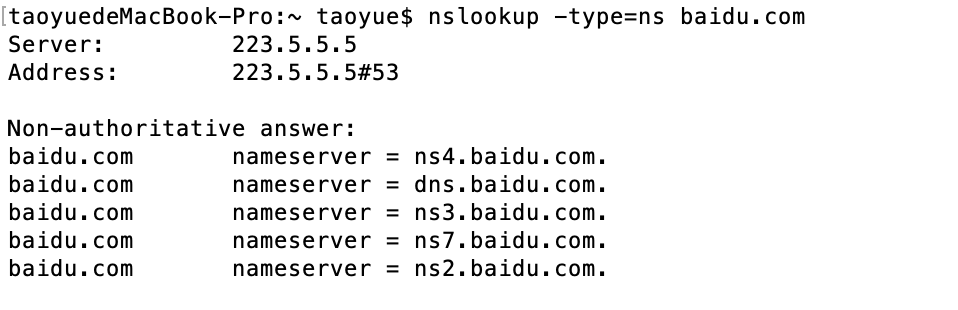 [taoyuedeMacBook-Pro:~ taoyue$ nslookup -type=ns baidu.com
Server:		223.5.5.5
Address:	223.5.5.5#53

Non-authoritative answer:
baidu.com	nameserver = ns4.baidu.com.
baidu.com	nameserver = dns.baidu.com.
baidu.com	nameserver = ns3.baidu.com.
baidu.com	nameserver = ns7.baidu.com.
baidu.com	nameserver = ns2.baidu.com.